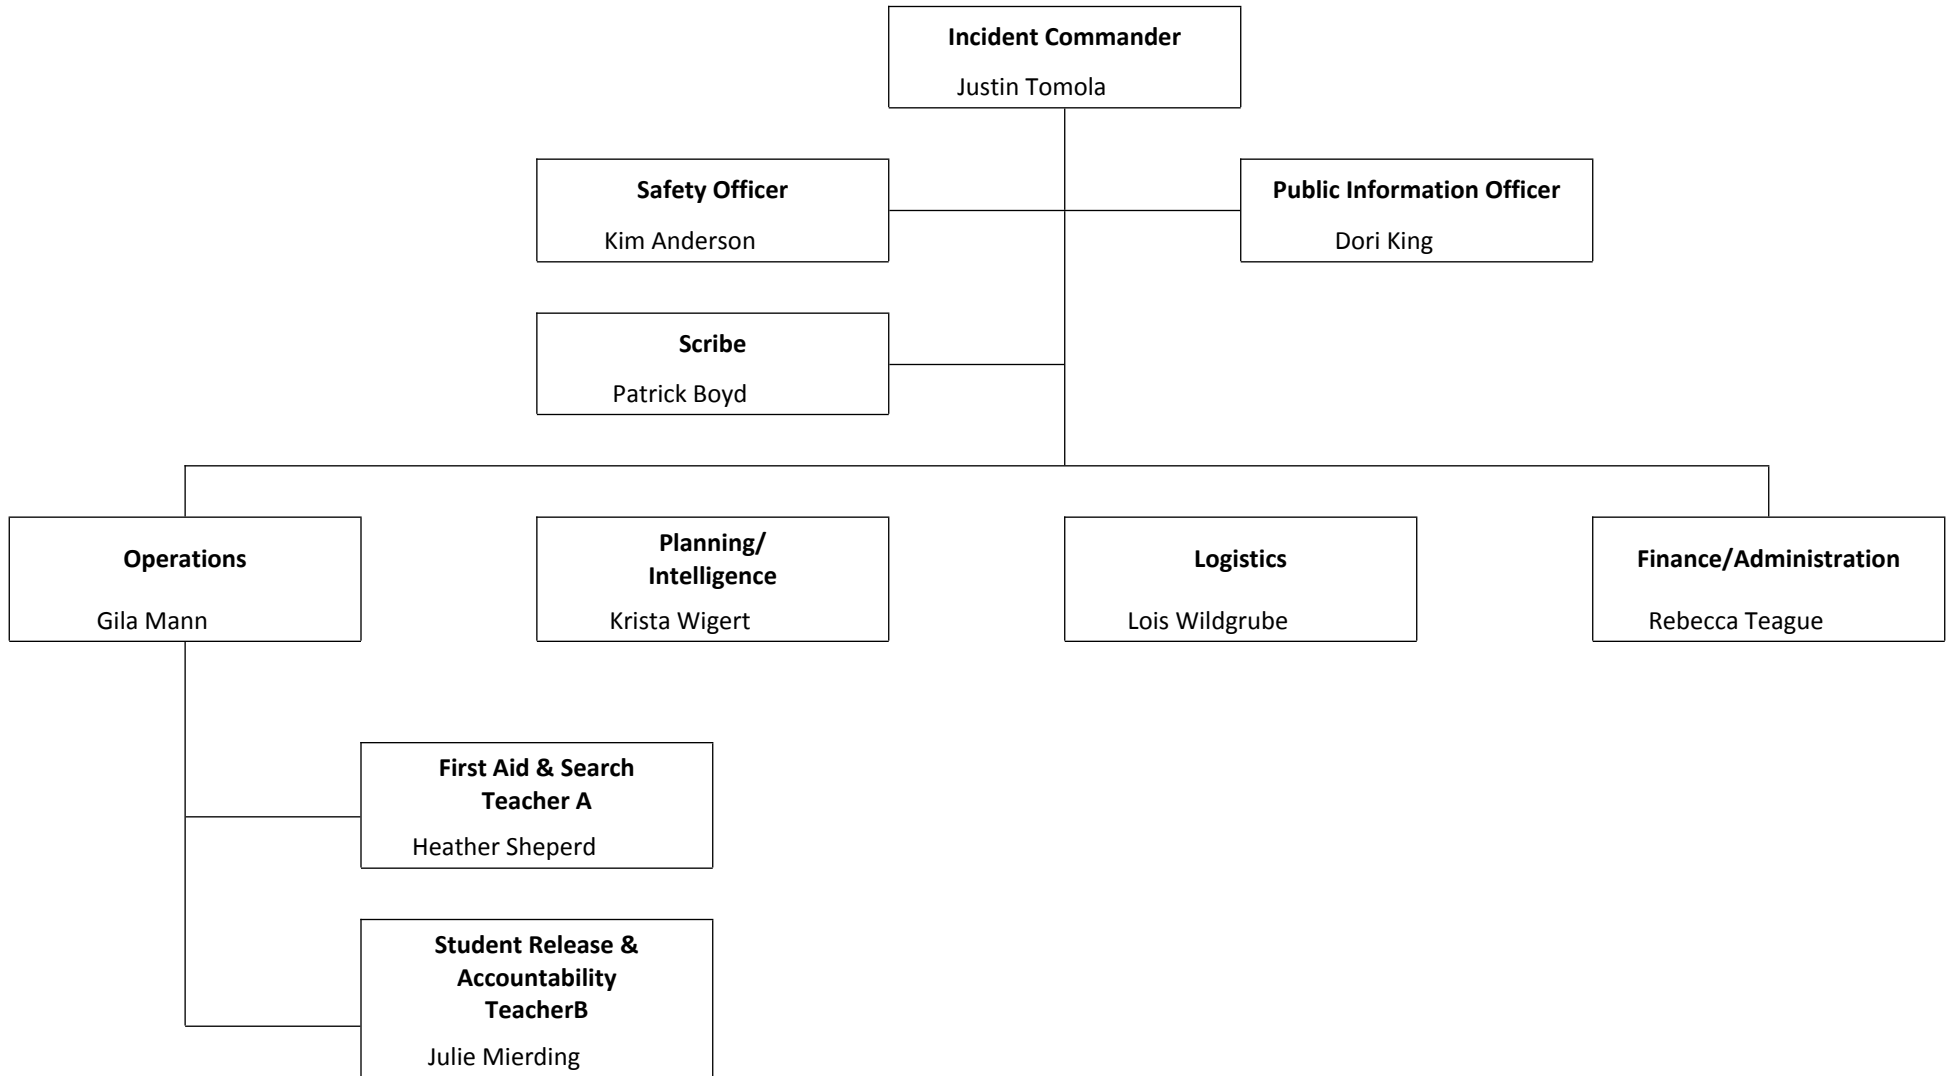 Incident Commander
Justin Tomola
Safety Officer
Kim Anderson
Public Information Officer
Dori King
Scribe
Patrick Boyd
Operations
Gila Mann
Planning/
Intelligence
Krista Wigert
Logistics
Lois Wildgrube
Finance/Administration
Rebecca Teague
First Aid & Search
Teacher A
Heather Sheperd
Student Release &
Accountability
TeacherB
Julie Mierding